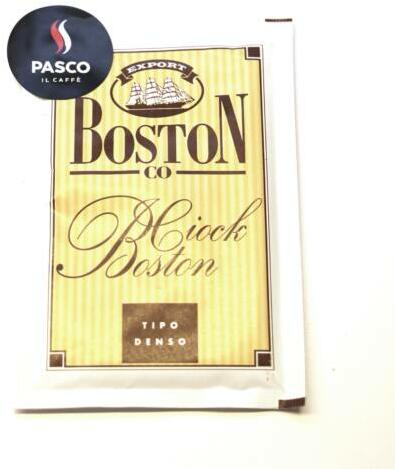 PASCO
IL CAFFÈ
EXPORT
BOSTON
CO
Ciock
Boston
TIPO
DENSO